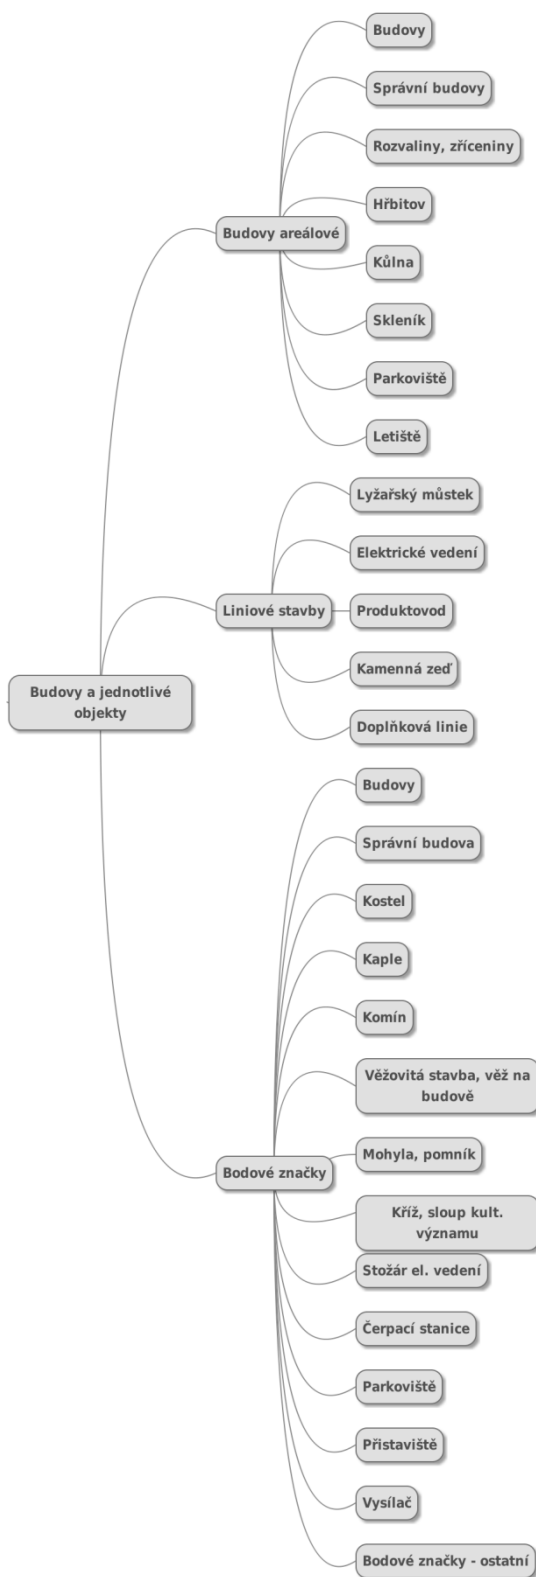 Budovy
Správní budovy
Rozvaliny, zříceniny
Hřbitov
Budovy areálové
Kůlna
Skleník
Parkoviště
Letiště
Lyžařský můstek
Elektrické vedení
Liniové stavby
Produktovod
Kamenná zeď
Budovy a jednotlivé
objekty
Doplňková linie
Budovy
Správní budova
Kostel
Kaple
Komín
Věžovitá stavba, věž na
budově
Mohyla, pomník
Bodové značky
Kříž, sloup kult.
významu
Stožár el. vedení
Čerpací stanice
Parkoviště
Přistaviště
Vysílač
Bodové značky - ostatní